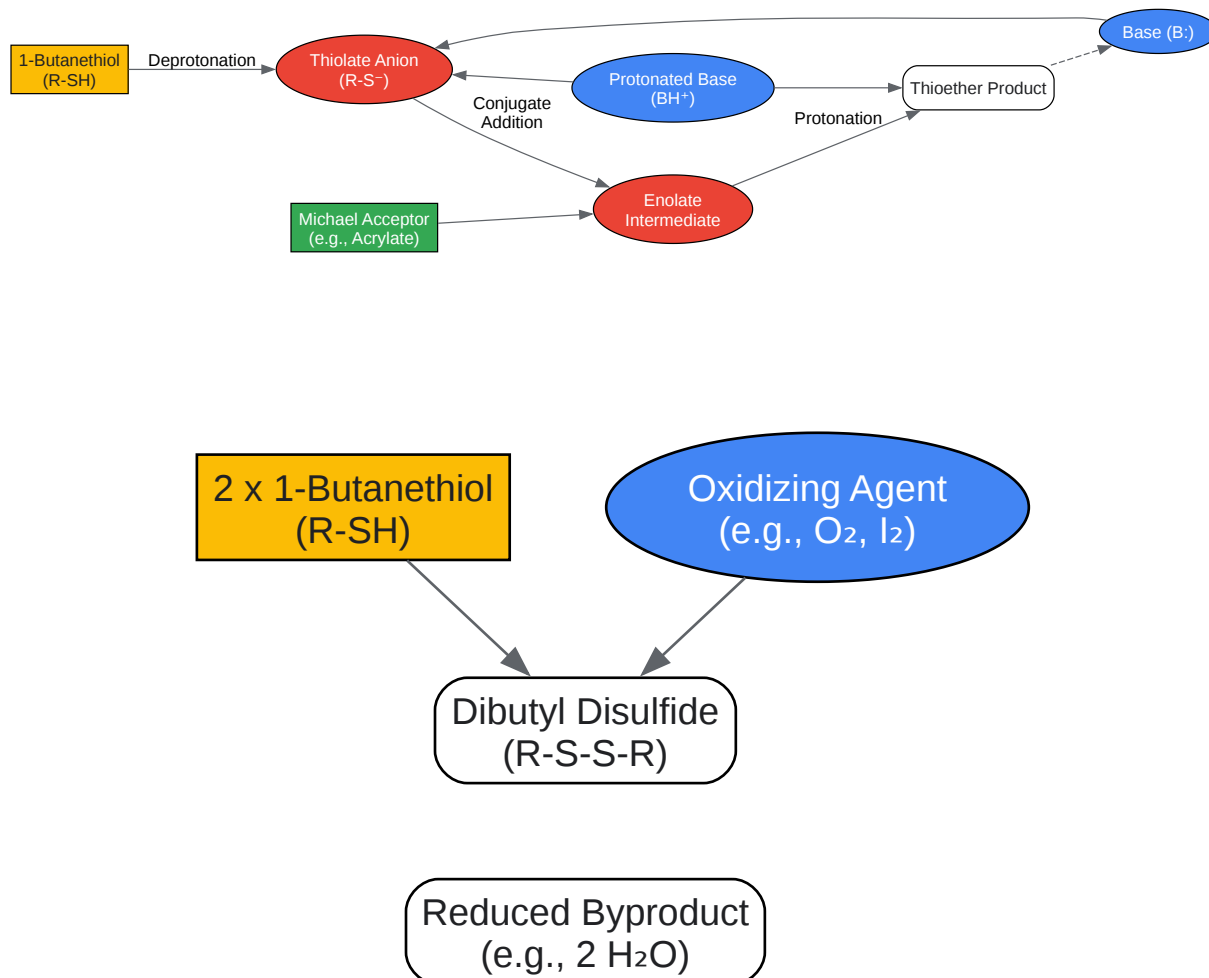 1-Butanethiol
(R-SH)
Deprotonation
Thiolate Anion
(R-S⁻)
Conjugate
Addition
Protonated Base
(BH⁺)
Protonation
Thioether Product
Base (B:)
Michael Acceptor
(e.g., Acrylate)
Enolate
Intermediate
2 x 1-Butanethiol
(R-SH)
Oxidizing Agent
(e.g., O₂, I₂)
Dibutyl Disulfide
(R-S-S-R)
Reduced Byproduct
(e.g., 2 H₂O)